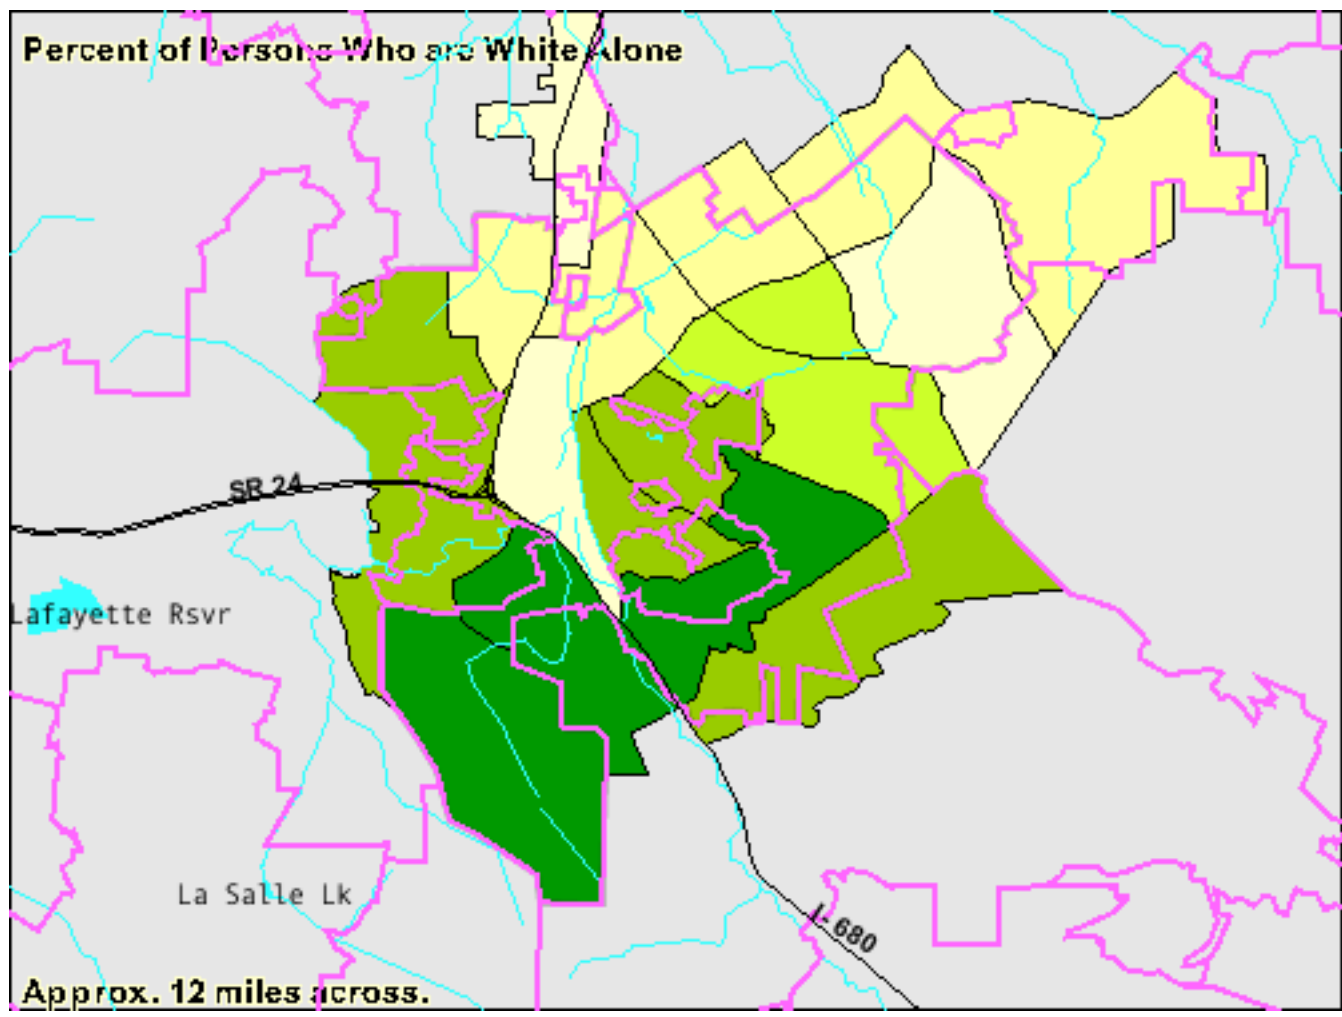 Percent of Persons Who are White Alone
SR 24
Lafayette Rsvr
La Salle Lk
I- 680
Approx. 12 miles across.